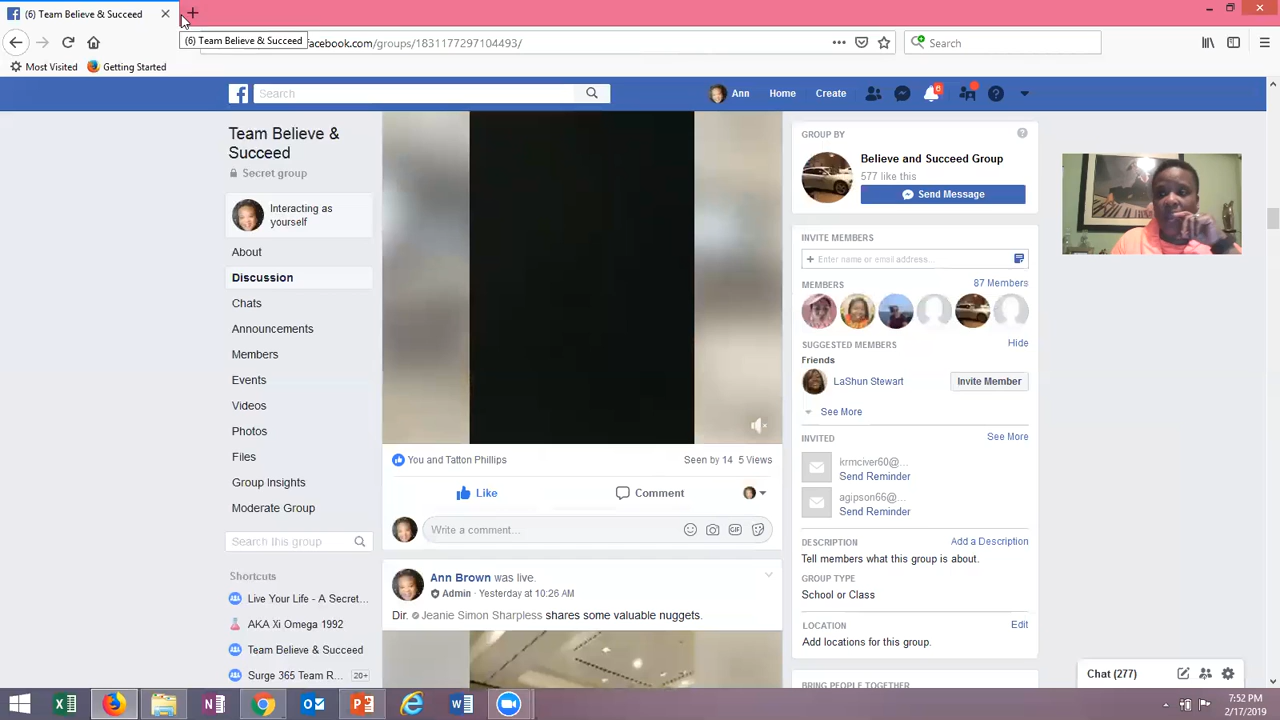 (6) Team Believe & Succeed
(6) Team Believe & Succeed
facebook.com/groups/1831177297104493/
Search
Most Visited
Getting Started
Search
Ann
Home
Create
6
Team Believe &
Succeed
Secret group
Interacting as
yourself
About
Discussion
Chats
Announcements
Members
Events
Videos
Photos
Files
Group Insights
Moderate Group
Search this group
Shortcuts
Live Your Life - A Secret...
AKA Xi Omega 1992
Team Believe & Succeed
Surge 365 Team R...
20+
You and Tatton Phillips
Seen by 14 5 Views
Like
Comment
Write a comment...
GIF
Ann Brown was live.
Admin · Yesterday at 10:26 AM
Dir. Jeanie Simon Sharpless shares some valuable nuggets.
GROUP BY
Believe and Succeed Group
577 like this
Send Message
INVITE MEMBERS
+ Enter name or email address...
MEMBERS
87 Members
SUGGESTED MEMBERS
Hide
Friends
LaShun Stewart
Invite Member
See More
INVITED
See More
krmciver60@...
Send Reminder
agipson66@...
Send Reminder
DESCRIPTION
Add a Description
Tell members what this group is about.
GROUP TYPE
School or Class
LOCATION
Edit
Add locations for this group.
BRING PEOPLE TOGETHER
Chat (277)
7:52 PM
2/17/2019